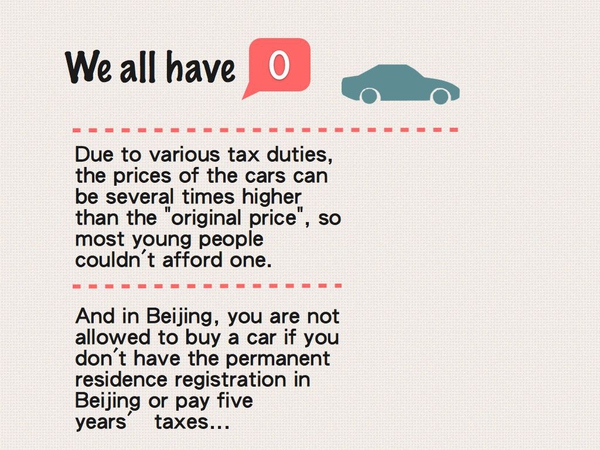 We all have 0
Due to various tax duties,
the prices of the cars can
be several times higher
than the "original price", so
most young people
couldn´t afford one.
And in Beijing, you are not
allowed to buy a car if you
don´t have the permanent
residence registration in
Beijing or pay five
years´ taxes...